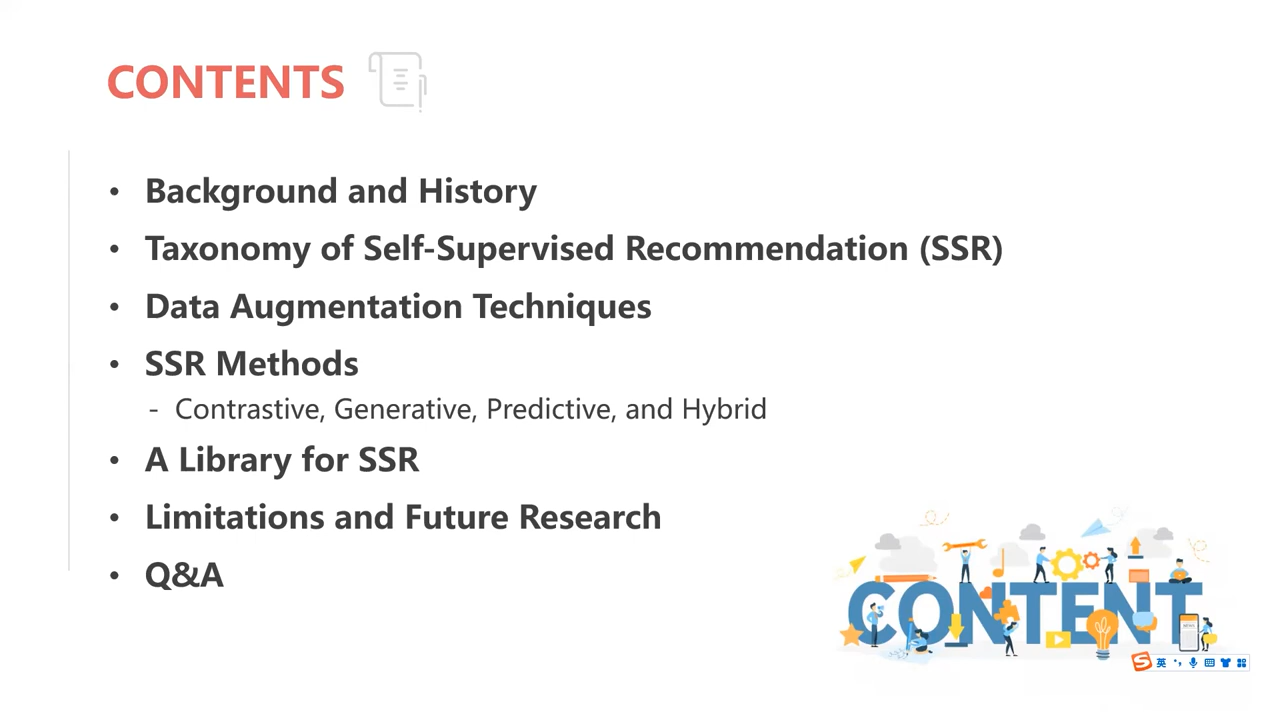 CONTENTS
• Background and History
• Taxonomy of Self-Supervised Recommendation (SSR)
• Data Augmentation Techniques
• SSR Methods
- Contrastive, Generative, Predictive, and Hybrid
• A Library for SSR
• Limitations and Future Research
• Q&A
CONTENT
NEWS
S 英